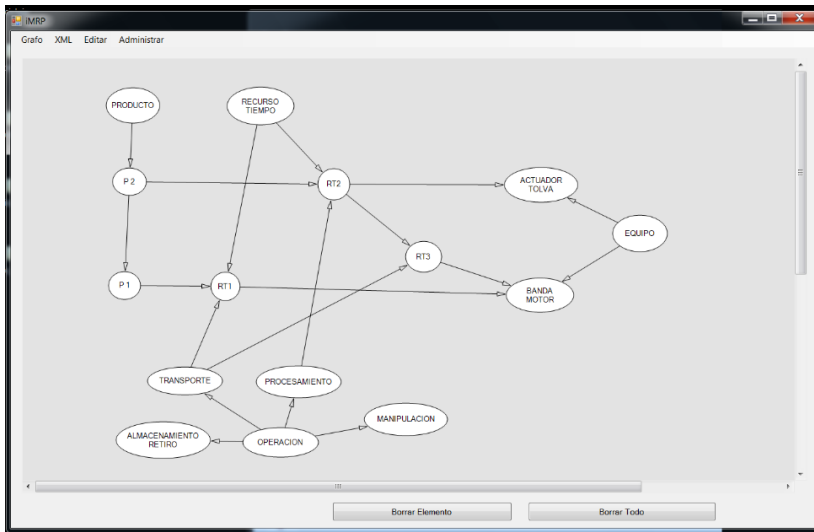 IMRP
Grafo XML Editar Administrar
PRODUCTO
RECURSO
TIEMPO
P 2
RT2
ACTUADOR
TOLVA
EQUIPO
RT3
P 1
RT1
BANDA
MOTOR
TRANSPORTE
PROCESAMIENTO
MANIPULACION
ALMACENAMIENTO
RETIRO
OPERACION
Borrar Elemento
Borrar Todo